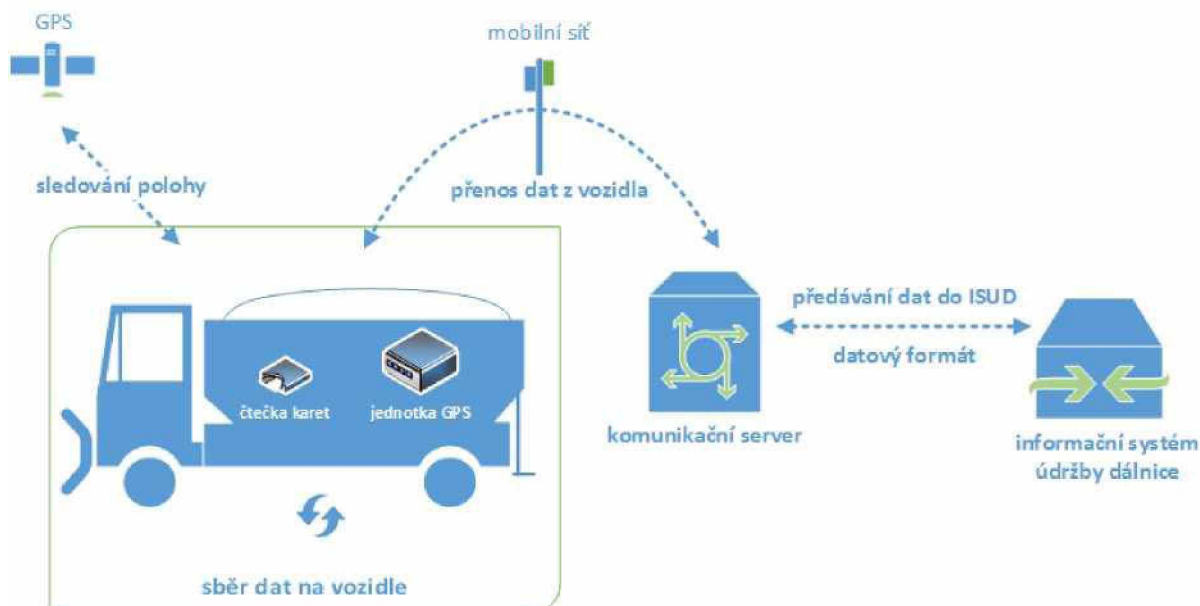 GPS
mobilní síť
sledování polohy
přenos dat z vozidla
čtečka karet
jednotka GPS
sběr dat na vozidle
komunikační server
předávání dat do ISUD
datový formát
informační systém
údržby dálnice